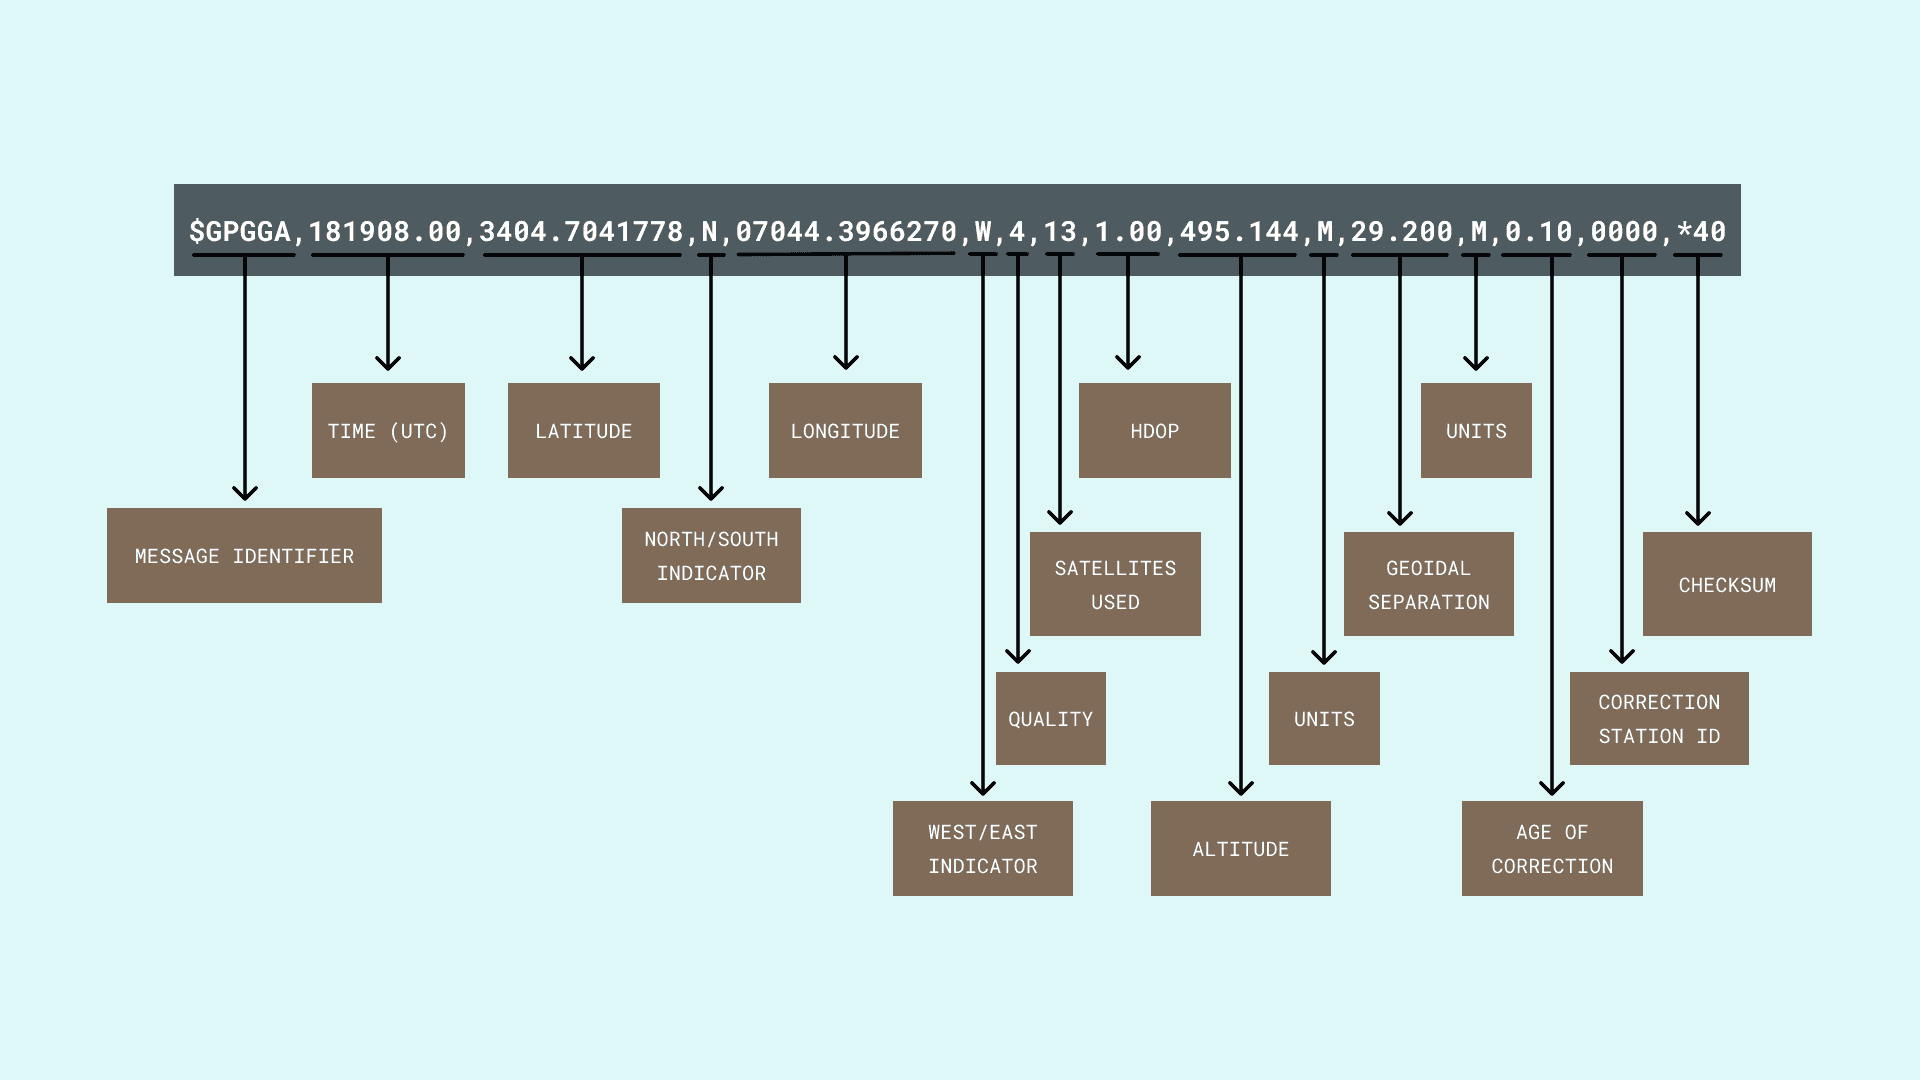 $GPGGA,181908.00,3404.7041778,N,07044.3966270,W,4,13,1.00,495.144,M,29.200,M,0.10,0000,*40
TIME (UTC)
LATITUDE
LONGITUDE
HDOP
UNITS
MESSAGE IDENTIFIER
NORTH/SOUTH
INDICATOR
SATELLITES
USED
GEOIDAL
SEPARATION
CHECKSUM
QUALITY
UNITS
CORRECTION
STATION ID
WEST/EAST
INDICATOR
ALTITUDE
AGE OF
CORRECTION